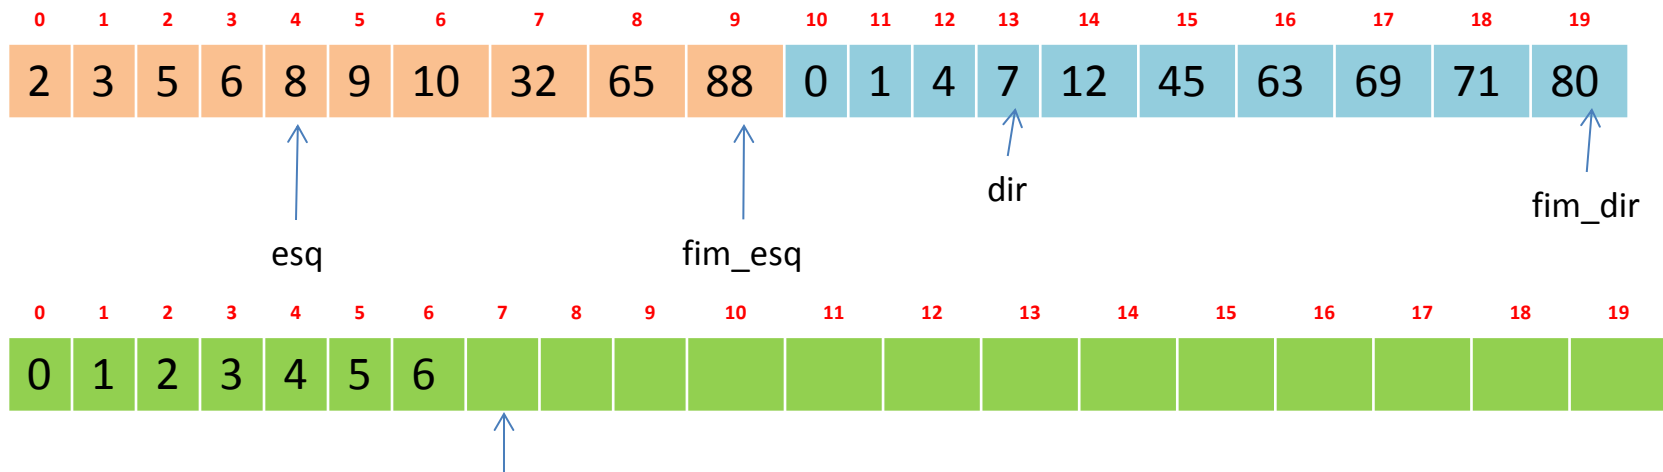 0 1 2 3 4 5 6 7 8 9 10 11 12 13 14 15 16 17 18 19
2 3 5 6 8 9 10 32 65 88 0 1 4 7 12 45 63 69 71 80
dir
fim_dir
esq fim_esq
0 1 2 3 4 5 6 7 8 9 10 11 12 13 14 15 16 17 18 19
0 1 2 3 4 5 6